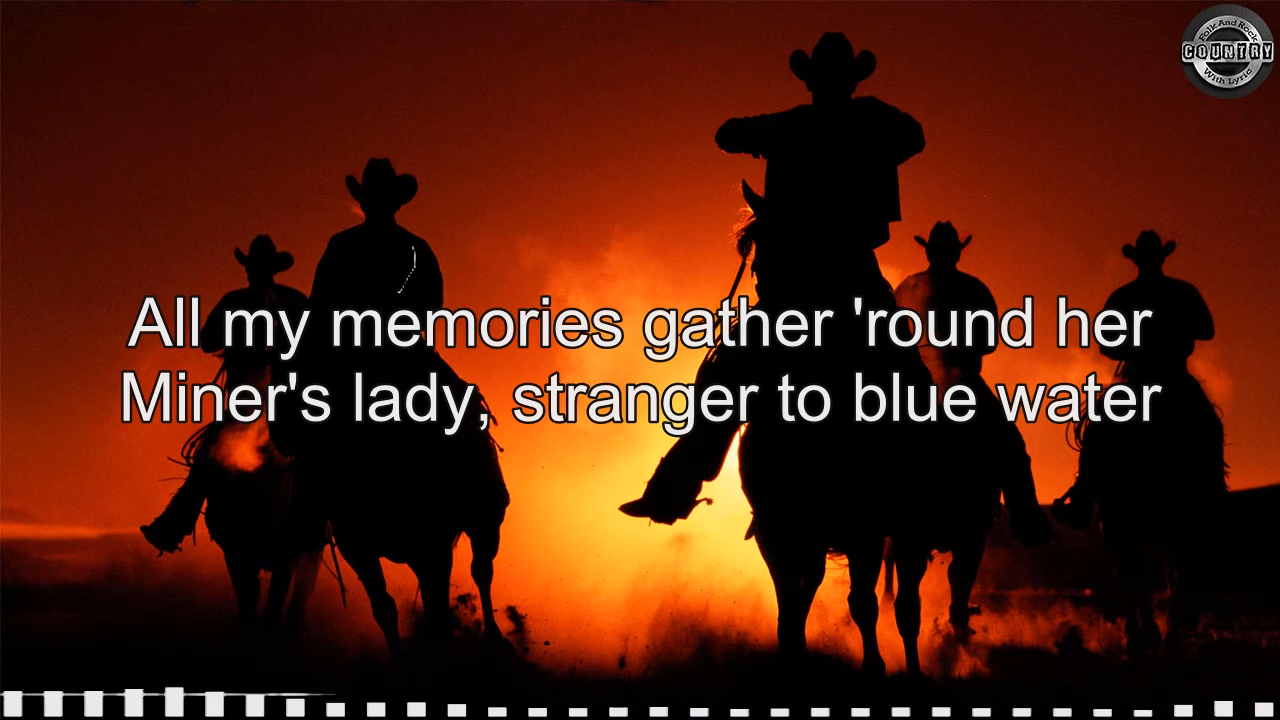 Folk And Rock
COUNTRY
With Lyric
All my memories gather 'round her
Miner's lady, stranger to blue water